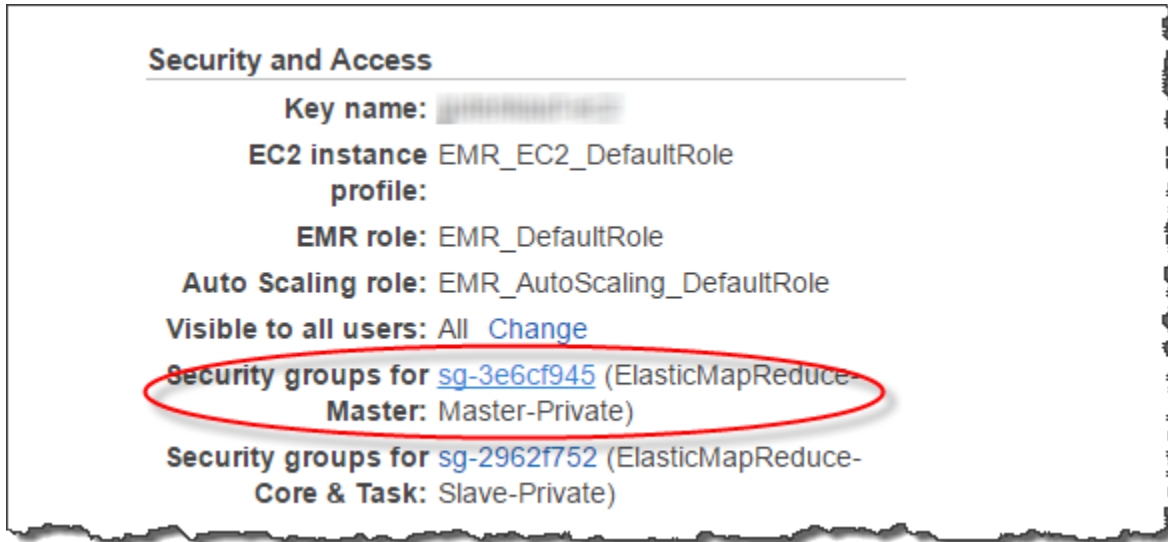 Security and Access
Key name:
EC2 instance EMR_EC2_DefaultRole
profile:
EMR role: EMR_DefaultRole
Auto Scaling role: EMR_AutoScaling_DefaultRole
Visible to all users: All Change
Security groups for sg-3e6cf945 (ElasticMapReduce-
Master: Master-Private)
Security groups for sg-2962f752 (ElasticMapReduce-
Core & Task: Slave-Private)